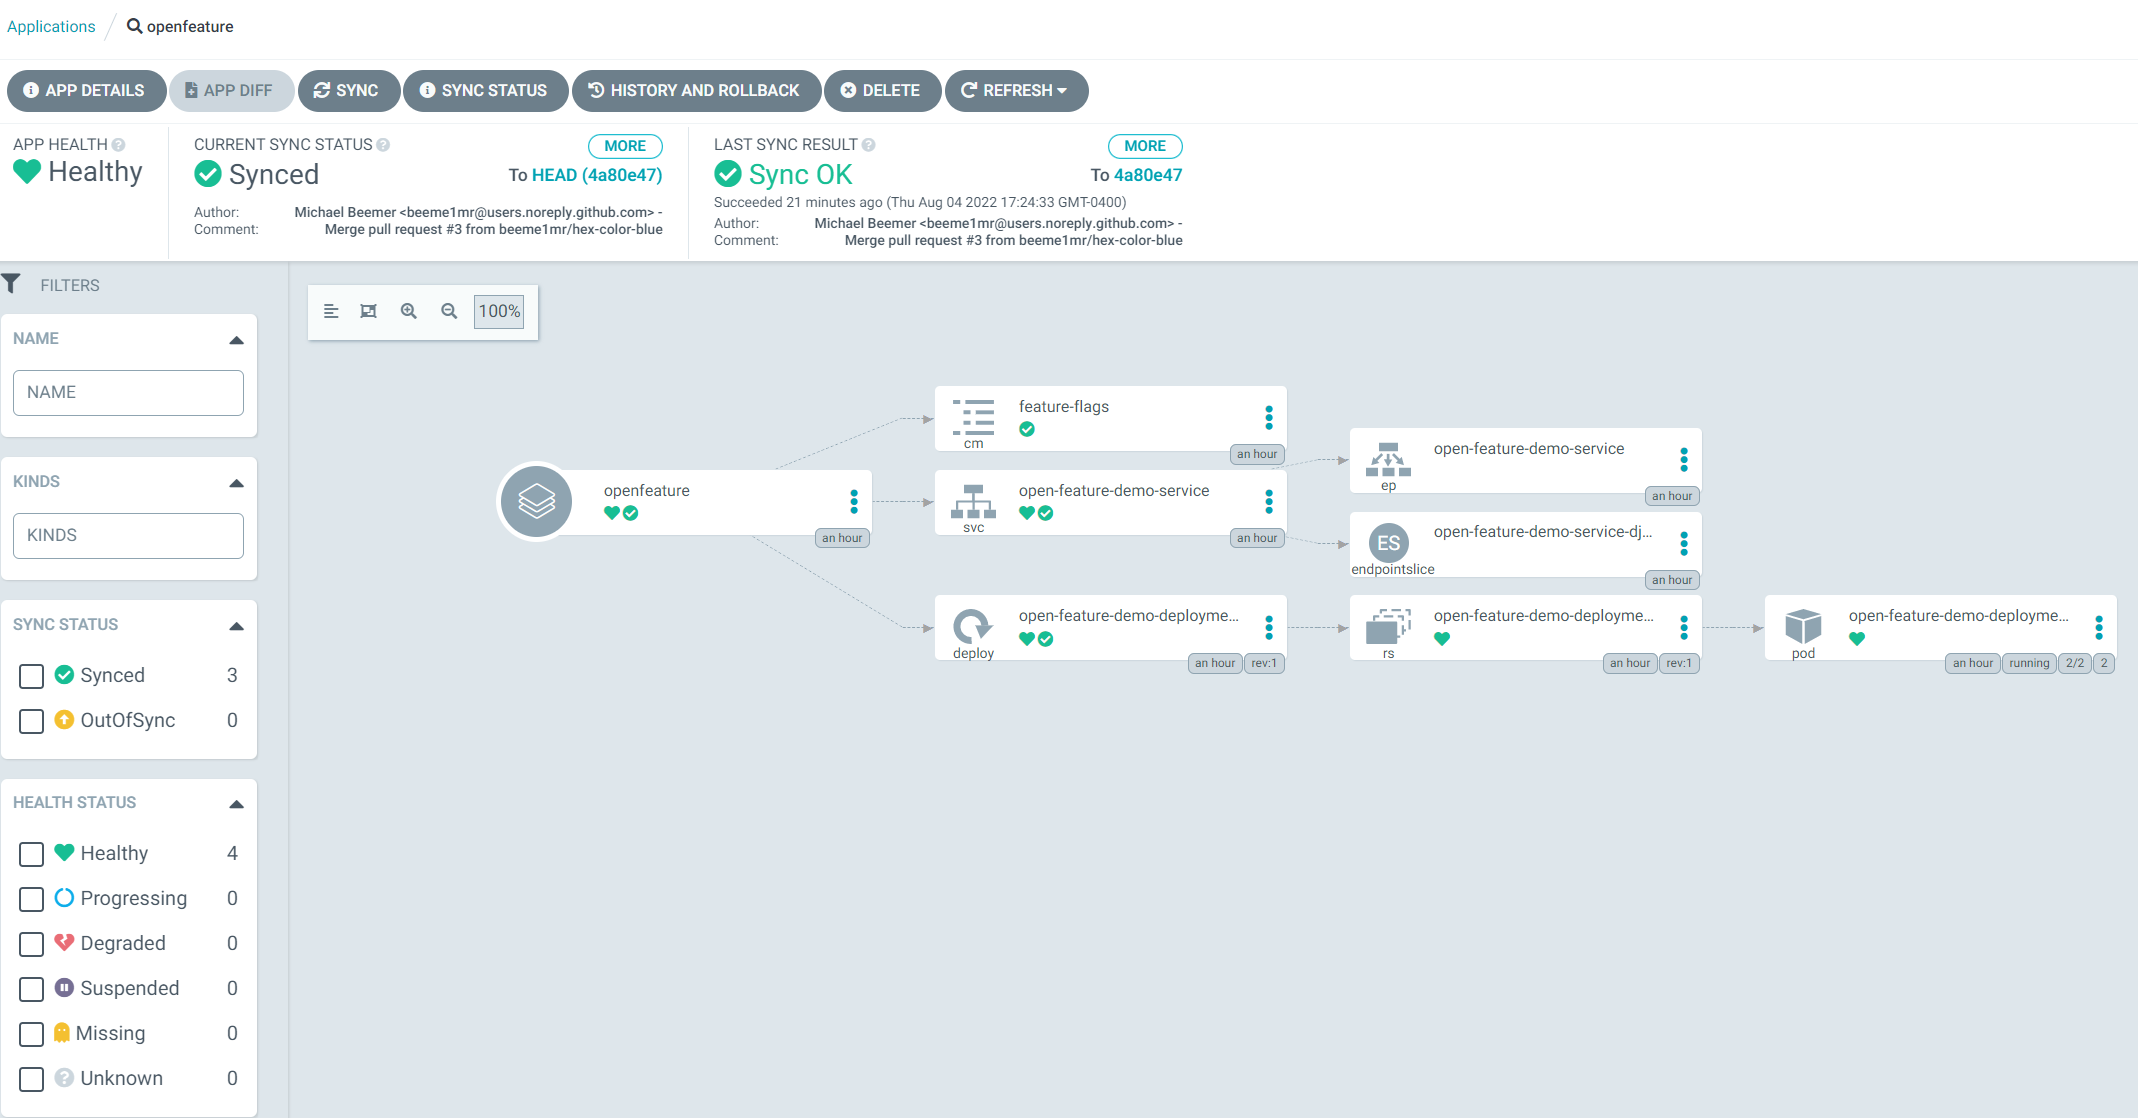 Applications / openfeature
APP DETAILS APP DIFF SYNC SYNC STATUS HISTORY AND ROLLBACK DELETE REFRESH
APP HEALTH
Healthy
CURRENT SYNC STATUS MORE
Synced To HEAD (4a80e47)
Author: Michael Beemer <beeme1mr@users.noreply.github.com> -
Comment: Merge pull request #3 from beeme1mr/hex-color-blue
LAST SYNC RESULT MORE
Sync OK To 4a80e47
Succeeded 21 minutes ago (Thu Aug 04 2022 17:24:33 GMT-0400)
Author: Michael Beemer <beeme1mr@users.noreply.github.com> -
Comment: Merge pull request #3 from beeme1mr/hex-color-blue
FILTERS
NAME
NAME
KINDS
KINDS
SYNC STATUS
Synced 3
OutOfSync 0
HEALTH STATUS
Healthy 4
Progressing 0
Degraded 0
Suspended 0
Missing 0
Unknown 0
100%
openfeature
an hour
feature-flags
cm
an hour
open-feature-demo-service
svc
an hour
open-feature-demo-deployme...
deploy
an hour rev:1
open-feature-demo-service
ep
an hour
ES
open-feature-demo-service-dj...
endpointslice
an hour
open-feature-demo-deployme...
rs
an hour rev:1
open-feature-demo-deployme...
pod
an hour running 2/2 2